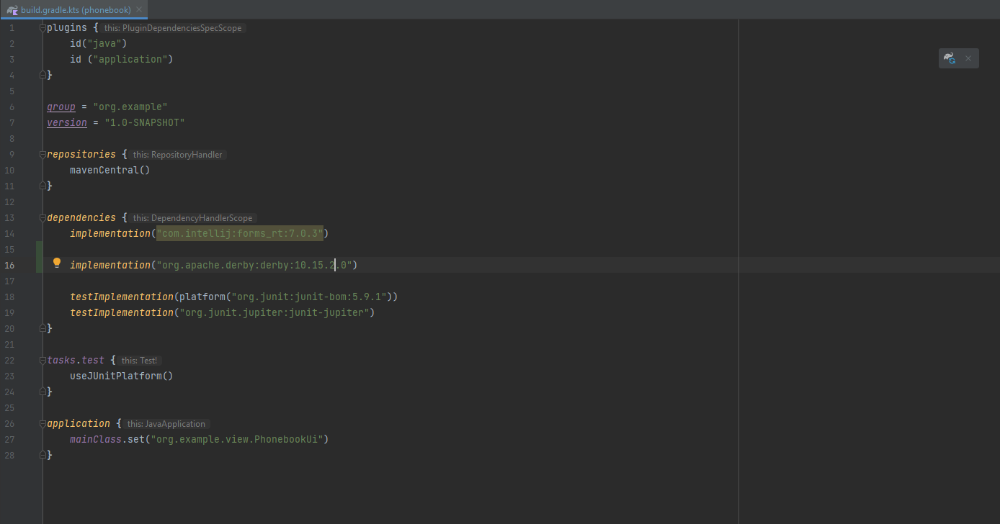 build.gradle.kts (phonebook)
1 plugins { this: PluginDependenciesSpecScope
2 id("java")
3 id ("application")
4 }
5
6 group = "org.example"
7 version = "1.0-SNAPSHOT"
8
9 repositories { this: RepositoryHandler
10 mavenCentral()
11 }
12
13 dependencies { this: DependencyHandlerScope
14 implementation("com.intellij:forms_rt:7.0.3")
15
16 implementation("org.apache.derby:derby:10.15.2.0")
17
18 testImplementation(platform("org.junit:junit-bom:5.9.1"))
19 testImplementation("org.junit.jupiter:junit-jupiter")
20 }
21
22 tasks.test { this: Test!
23 useJUnitPlatform()
24 }
25
26 application { this: JavaApplication
27 mainClass.set("org.example.view.PhonebookUi")
28 }